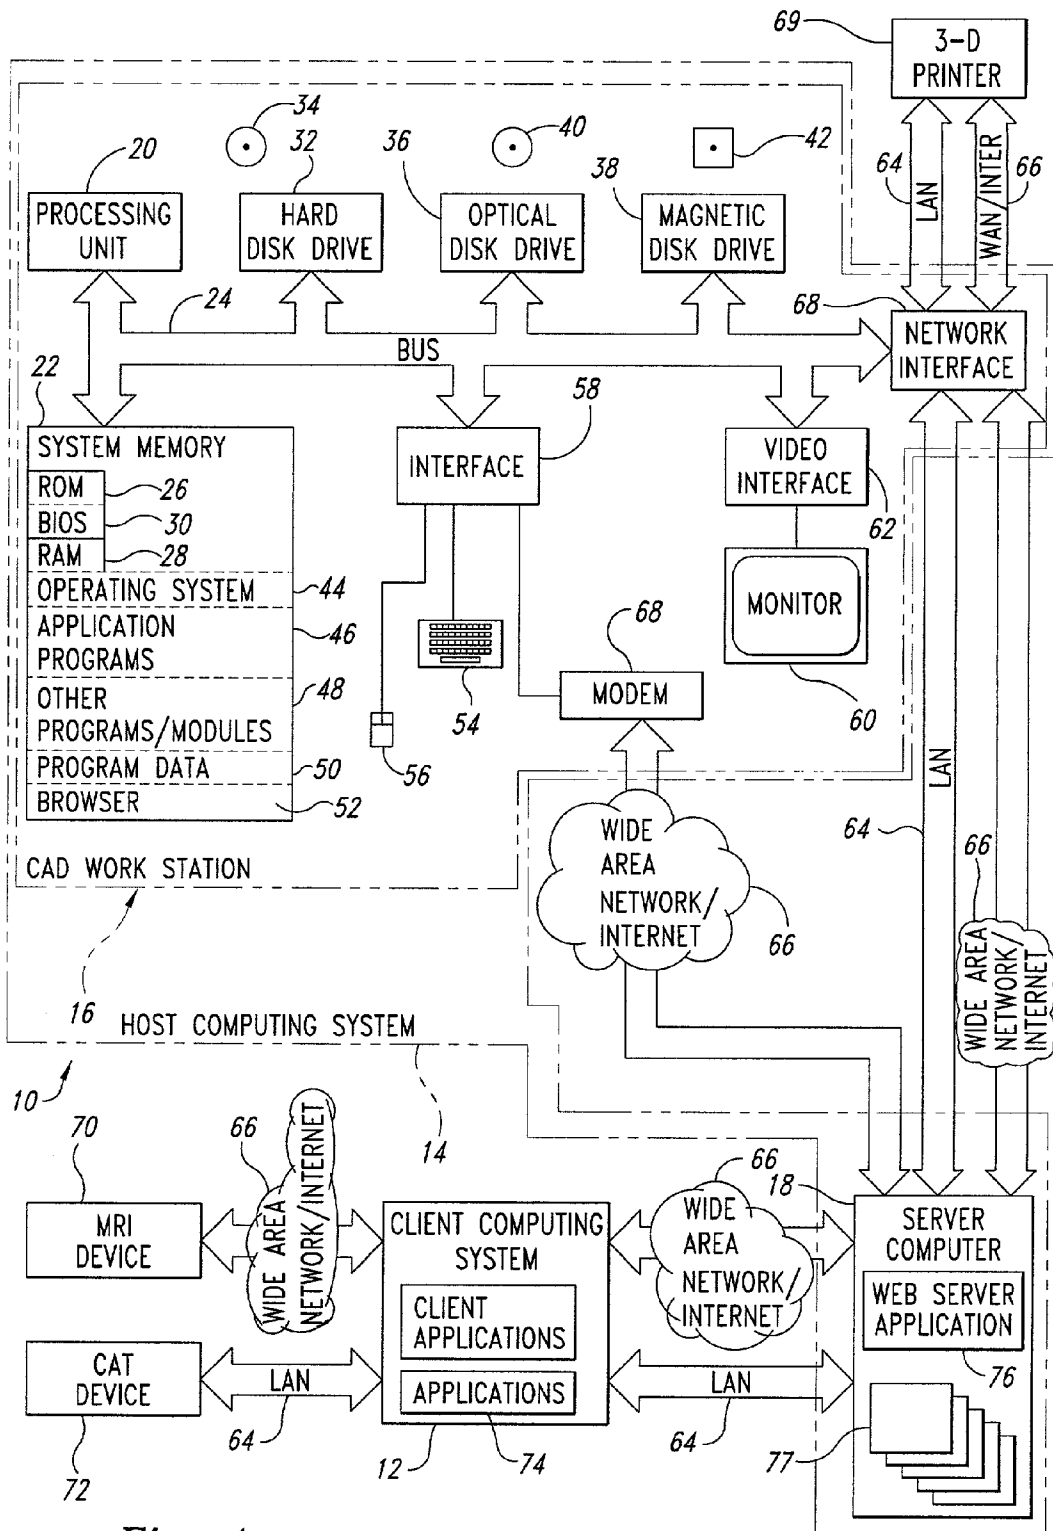 69
3-D
PRINTER
34
40
42
20
32
36
38
64
LAN
WAN/INTER
66
PROCESSING
UNIT
HARD
DISK DRIVE
OPTICAL
DISK DRIVE
MAGNETIC
DISK DRIVE
24
68
BUS
NETWORK
INTERFACE
22
58
SYSTEM MEMORY
ROM
26
BIOS
30
RAM
28
OPERATING SYSTEM
44
APPLICATION
PROGRAMS
46
OTHER
PROGRAMS/MODULES
48
PROGRAM DATA
50
BROWSER
52
INTERFACE
VIDEO
INTERFACE
62
MONITOR
60
54
56
68
MODEM
LAN
64
66
WIDE
AREA
NETWORK/
INTERNET
66
WIDE AREA
NETWORK/
INTERNET
CAD WORK STATION
16
HOST COMPUTING SYSTEM
10
14
70
66
66
18
MRI
DEVICE
WIDE AREA
NETWORK/INTERNET
CLIENT COMPUTING
SYSTEM
CLIENT
APPLICATIONS
APPLICATIONS
WIDE
AREA
NETWORK/
INTERNET
SERVER
COMPUTER
WEB SERVER
APPLICATION
76
CAT
DEVICE
LAN
64
LAN
64
72
12
74
77